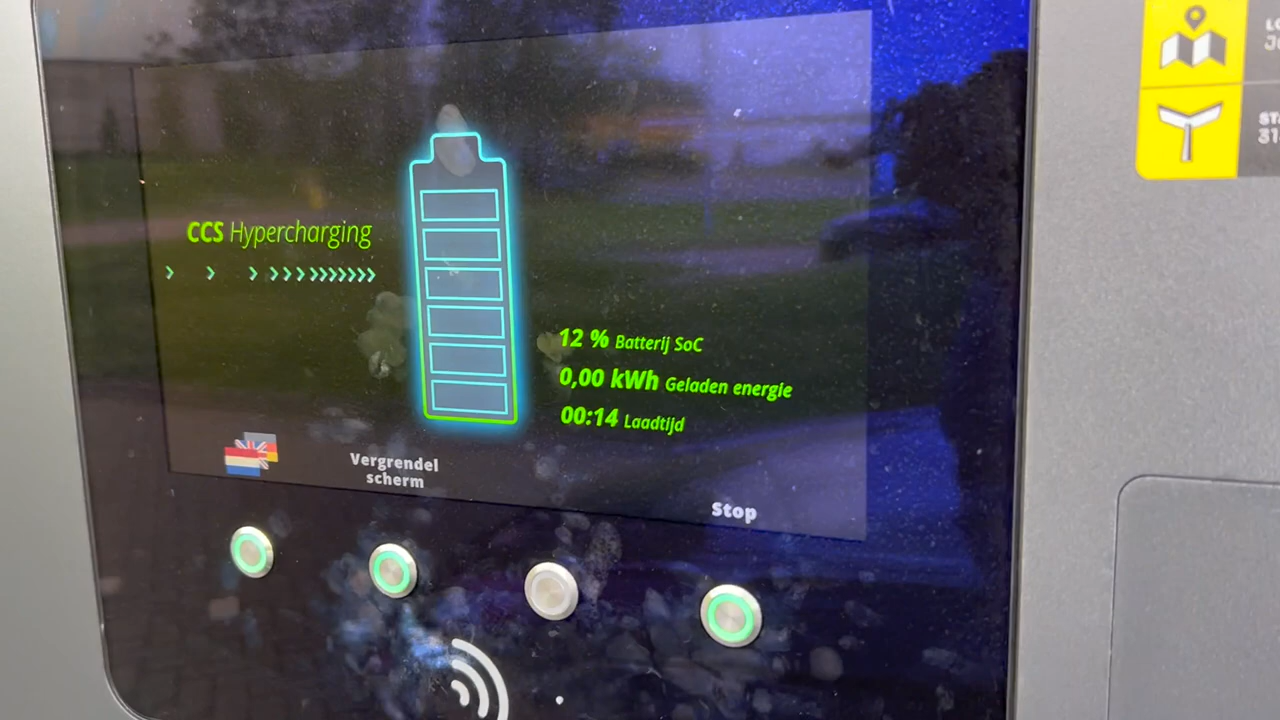 CCS Hypercharging
12 % Batterij SoC
0,00 kWh Geladen energie
00:14 Laadtijd
Vergrendel
scherm
Stop